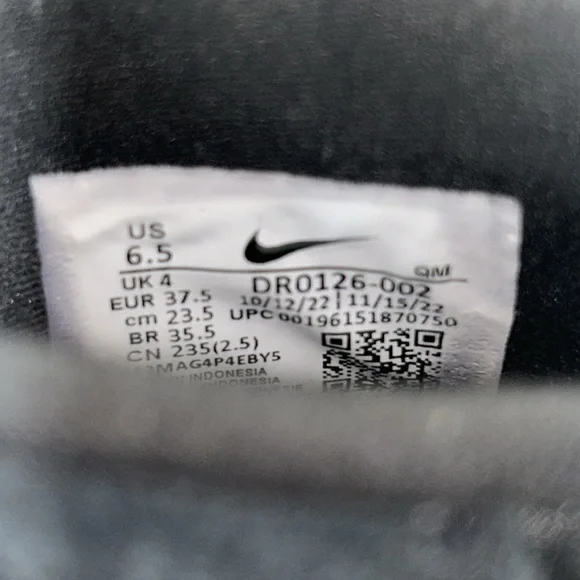 US
6.5
QM
UK 4
DR0126-002
EUR 37.5
10/12/22 | 11/15/22
cm 23.5
UPC 00196151870750
BR 35.5
CN 235(2.5)
INDONESIA
INDONESIA